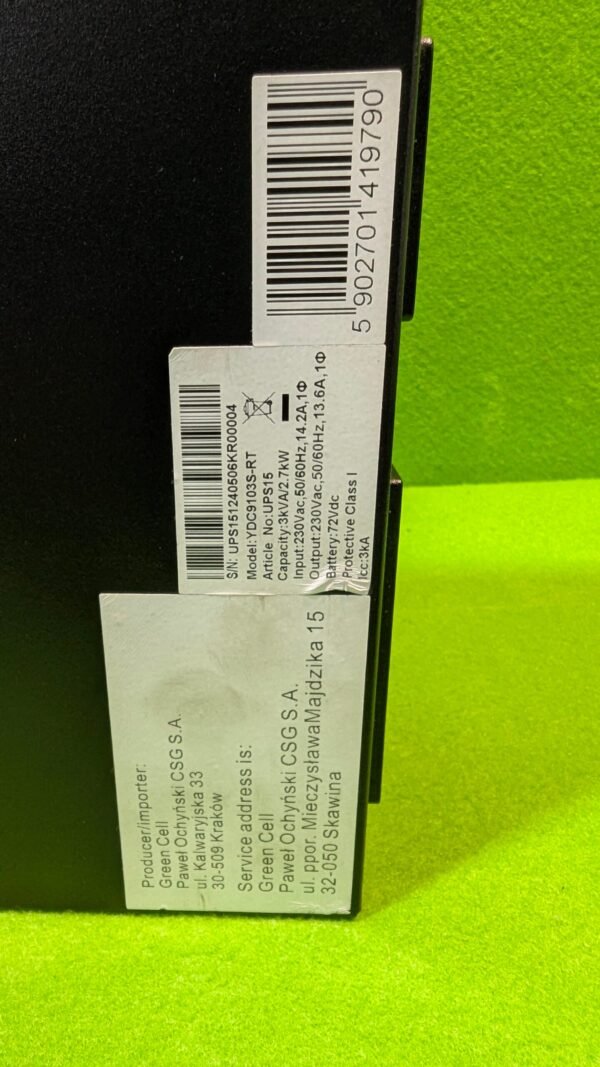 5 902701 419790
S/N: UPS151240506KR00004
Model:YDC9103S-RT
Article No:UPS15
Capacity:3kVA/2.7kW
Input:230Vac,50/60Hz,14.2A,1Φ
Output:230Vac,50/60Hz,13.6A,1Φ
Battery:72Vdc
Protective Class I
Icc:3kA
Producer/importer:
Green Cell
Paweł Ochyński CSG S.A.
ul. Kalwaryjska 33
30-509 Kraków
Service address is:
Green Cell
Paweł Ochyński CSG S.A.
ul. ppor. MieczysławaMajdzika 15
32-050 Skawina